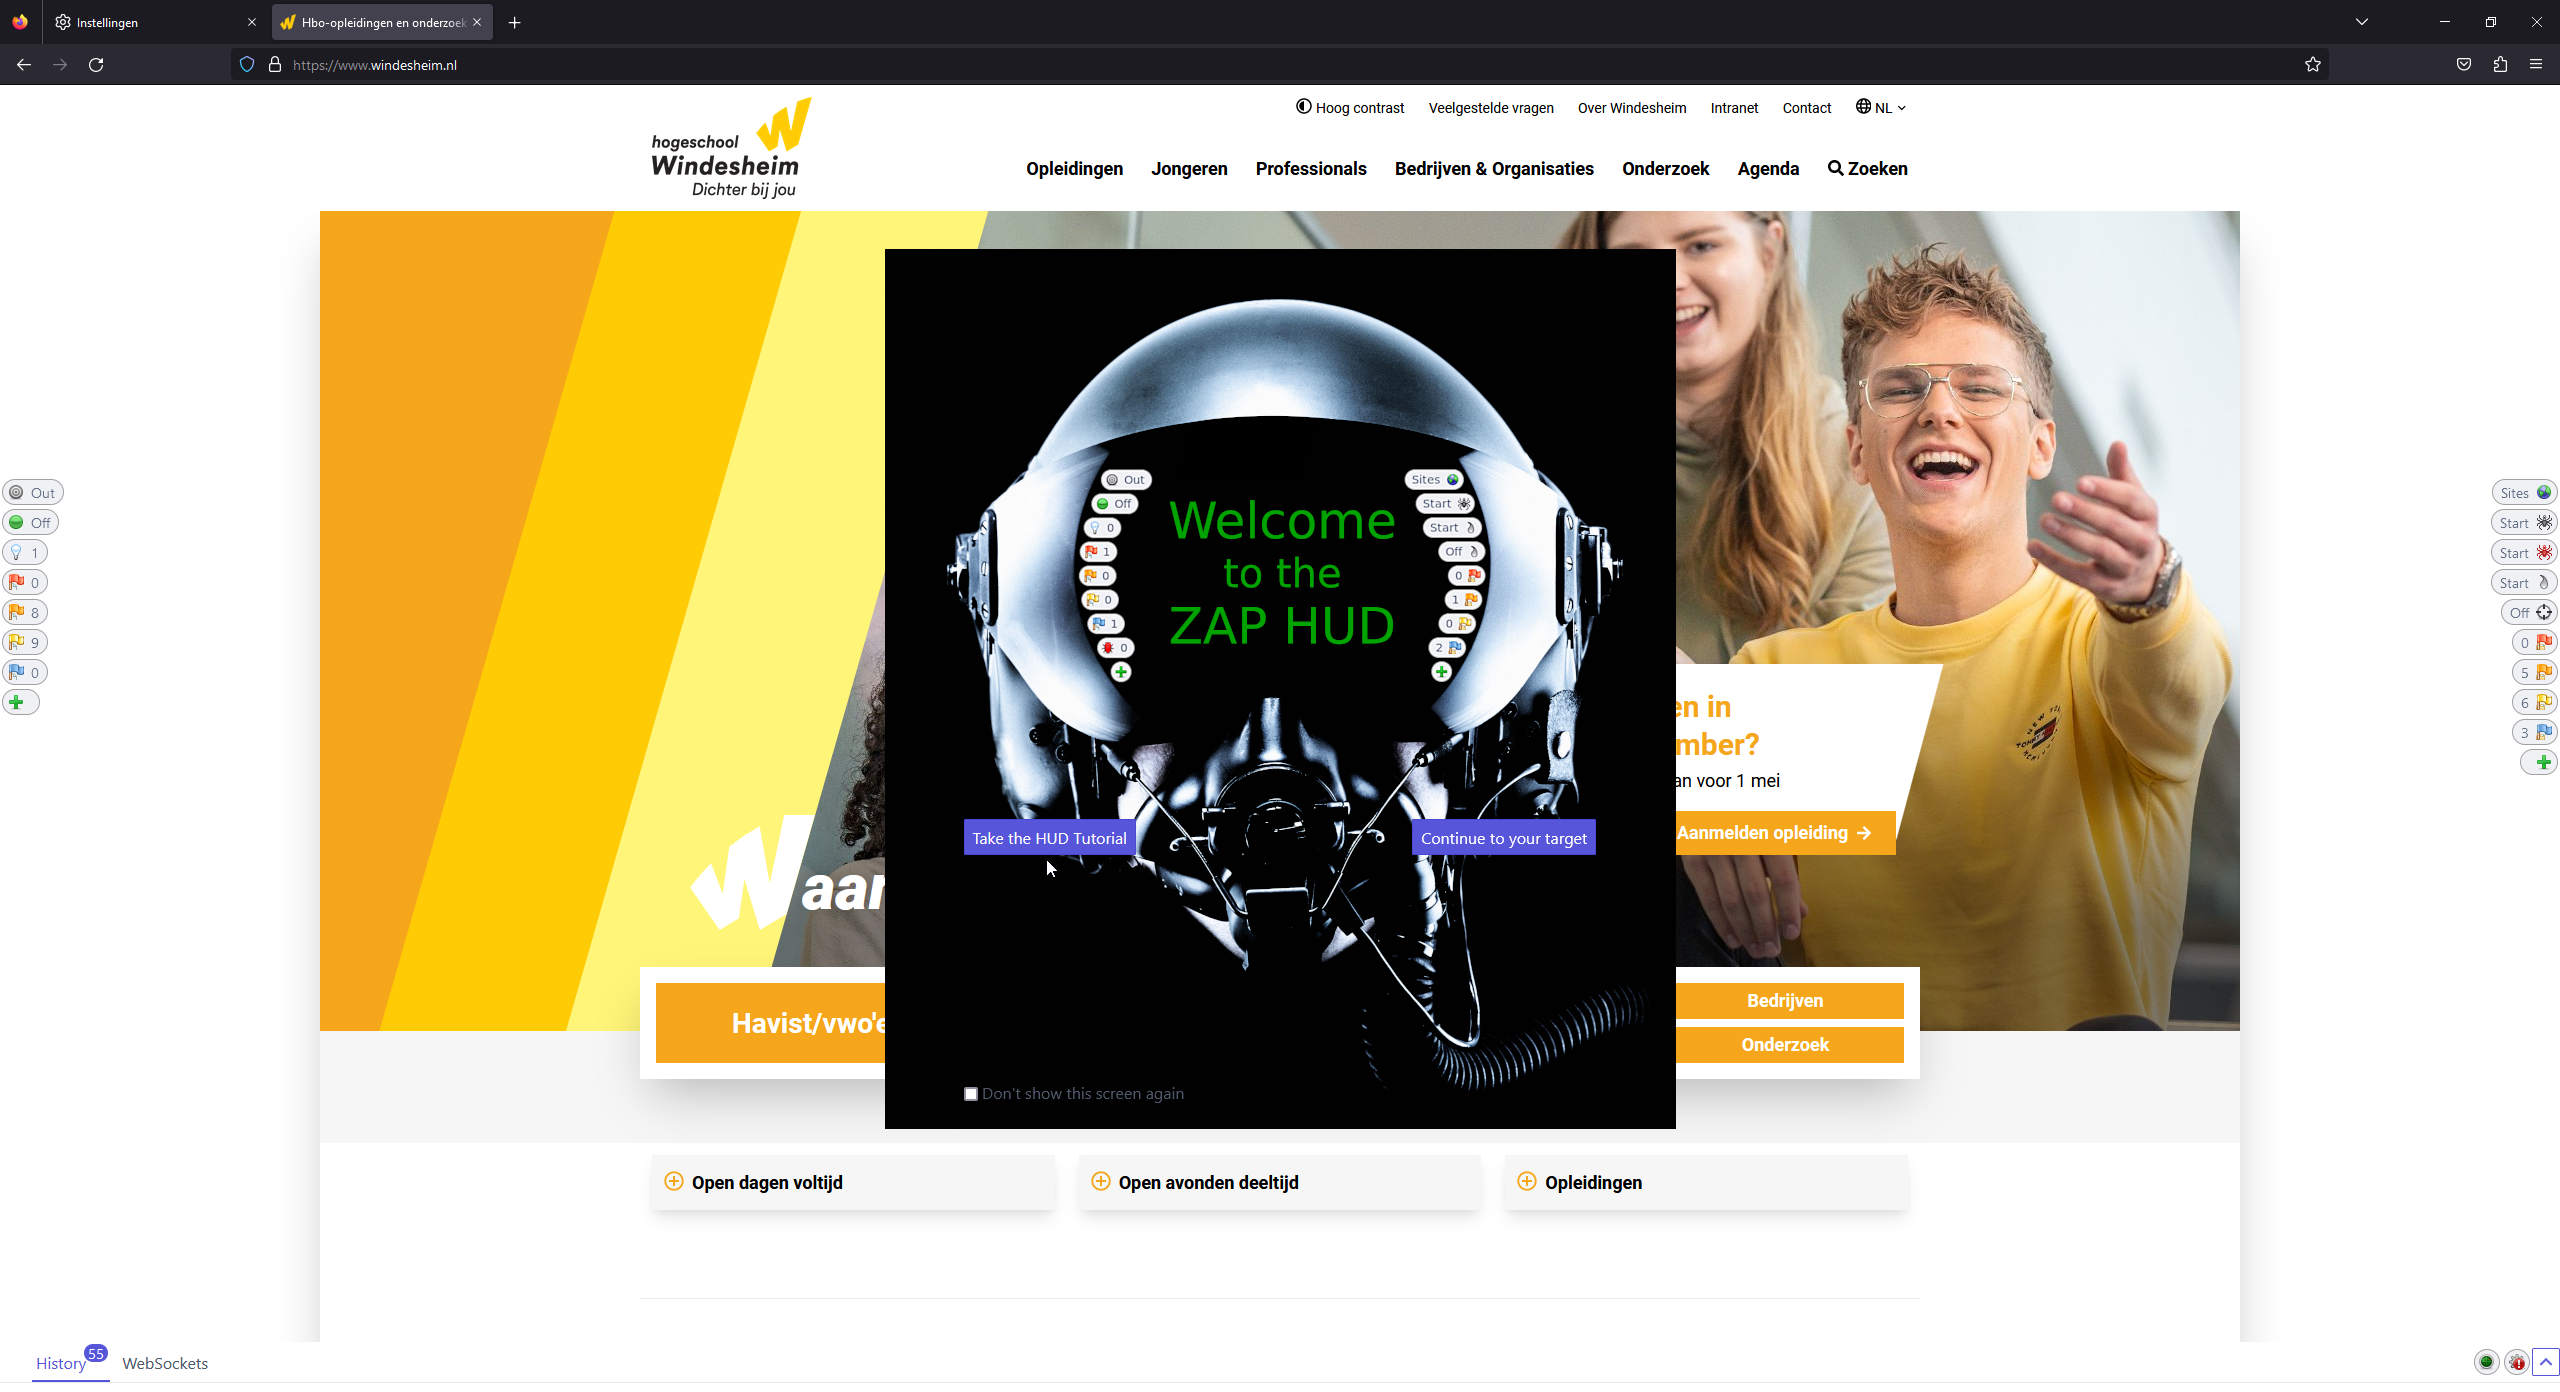 Instellingen
Hbo-opleidingen en onderzoek
https://www.windesheim.nl
Hoog contrast Veelgestelde vragen Over Windesheim Intranet Contact NL
hogeschool
Windesheim
Dichter bij jou
Opleidingen Jongeren Professionals Bedrijven & Organisaties Onderzoek Agenda Zoeken
Out
Off
1
0
8
9
0
Out
Off
0
1
0
0
1
0
Welcome
to the
ZAP HUD
Sites
Start
Start
Off
0
1
0
2
Take the HUD Tutorial
Continue to your target
Don't show this screen again
en in
mber?
an voor 1 mei
Aanmelden opleiding
Waar
NEW YO
TOMMY
Havist/vwo'e
Bedrijven
Onderzoek
Sites
Start
Start
Start
Off
0
5
6
3
Open dagen voltijd
Open avonden deeltijd
Opleidingen
History 55 WebSockets